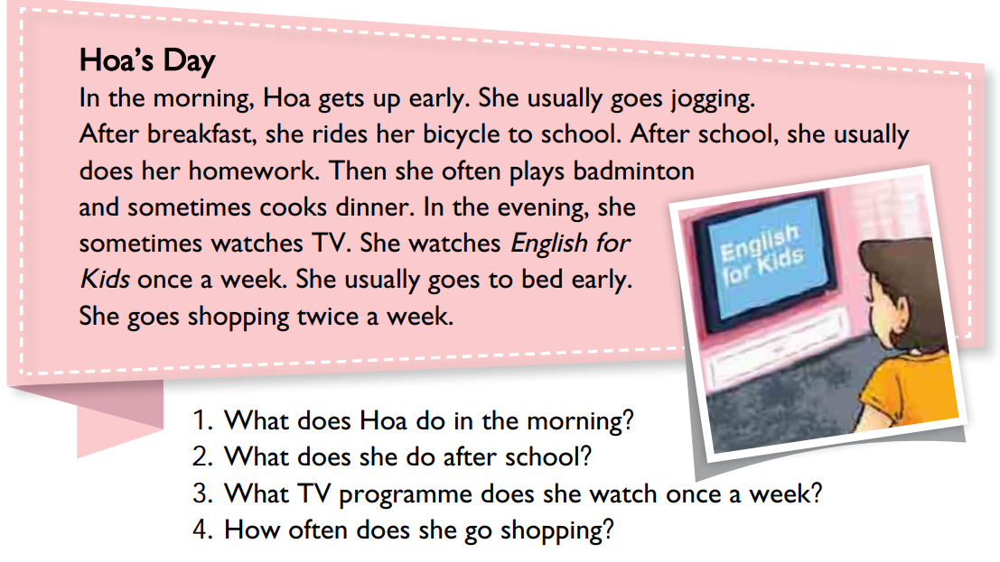 Hoa's Day
In the morning, Hoa gets up early. She usually goes jogging.
After breakfast, she rides her bicycle to school. After school, she usually
does her homework. Then she often plays badminton
and sometimes cooks dinner. In the evening, she
sometimes watches TV. She watches English for
Kids once a week. She usually goes to bed early.
She goes shopping twice a week.
English
for Kids
1. What does Hoa do in the morning?
2. What does she do after school?
3. What TV programme does she watch once a week?
4. How often does she go shopping?